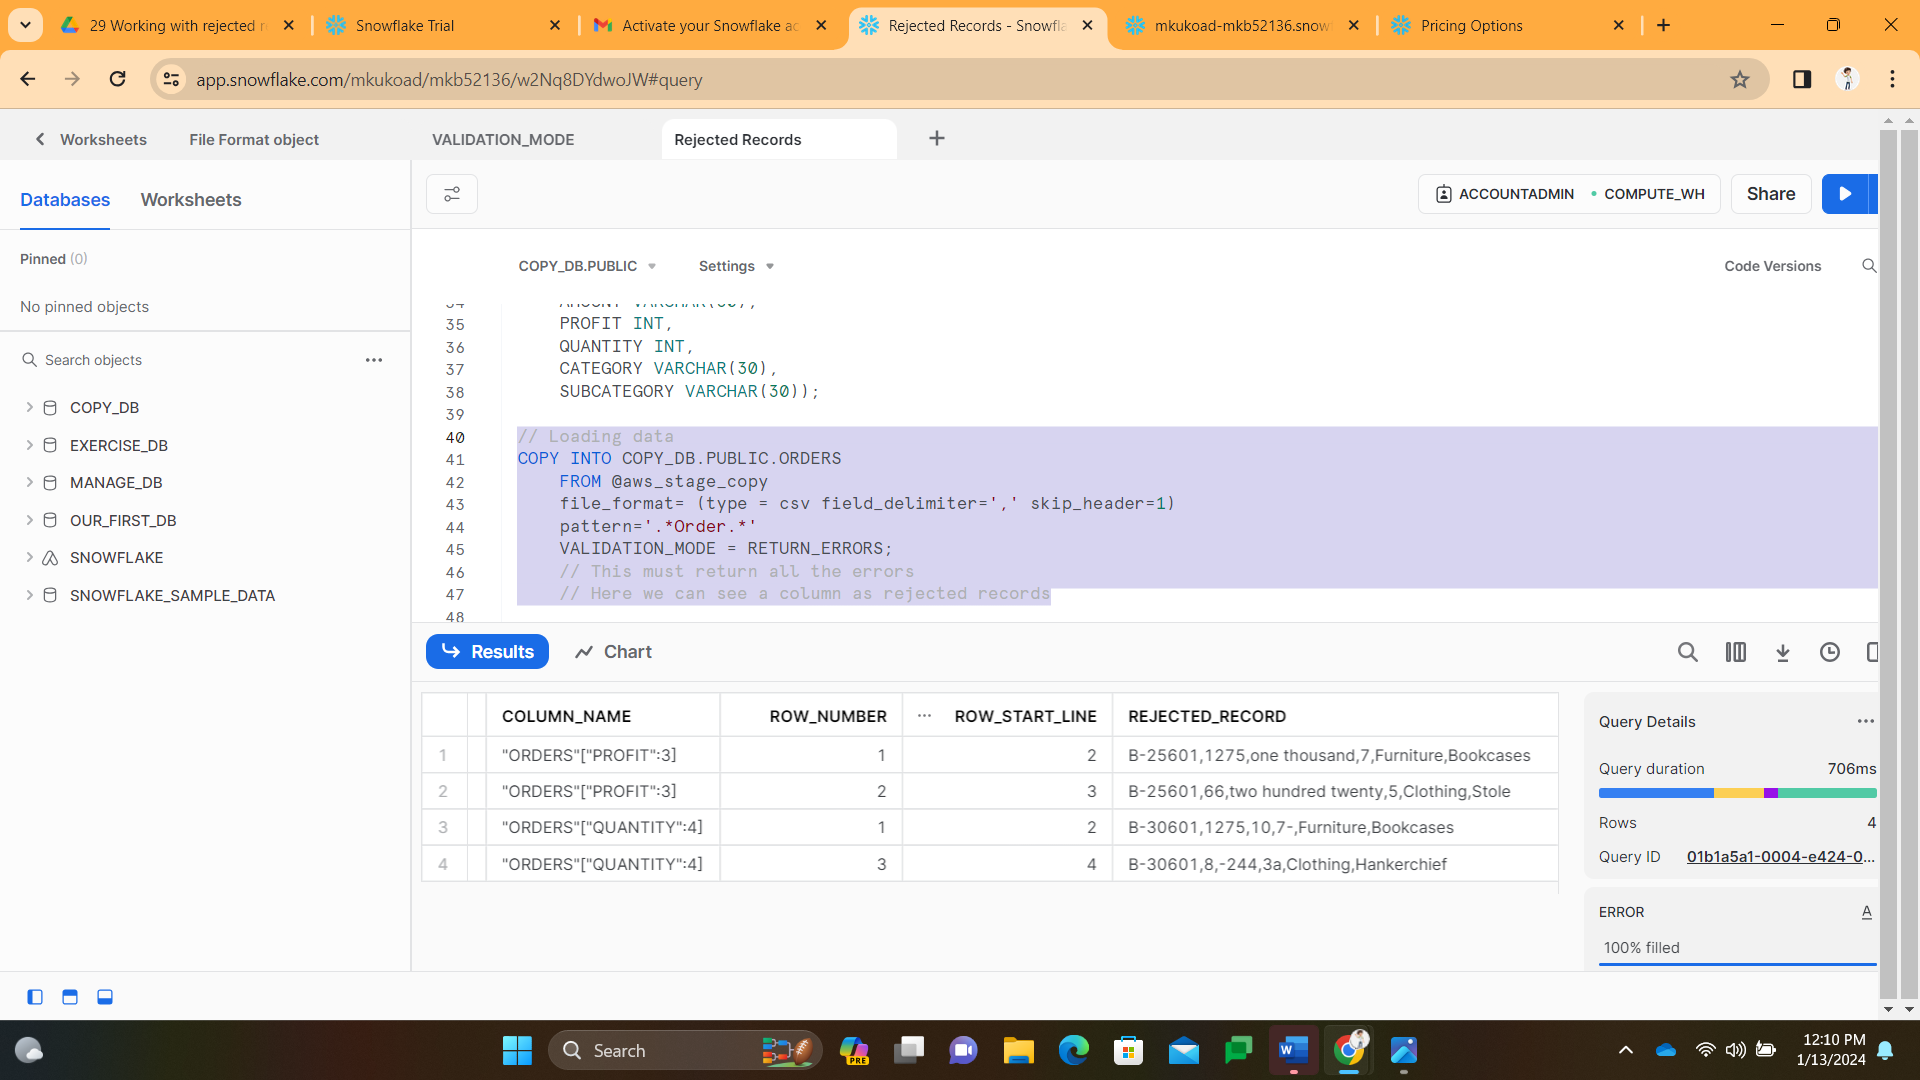 29 Working with rejected r
Snowflake Trial
Activate your Snowflake ac
Rejected Records - Snowfla
mkukoad-mkb52136.snowf
Pricing Options
app.snowflake.com/mkukoad/mkb52136/w2Nq8DYdwoJW#query
Worksheets
File Format object
VALIDATION_MODE
Rejected Records
Databases
Worksheets
ACCOUNTADMIN
COMPUTE_WH
Share
Pinned (0)
COPY_DB.PUBLIC
Settings
Code Versions
No pinned objects
34 AMOUNT VARCHAR(30),
35 PROFIT INT,
36 QUANTITY INT,
37 CATEGORY VARCHAR(30),
38 SUBCATEGORY VARCHAR(30));
39
40 // Loading data
41 COPY INTO COPY_DB.PUBLIC.ORDERS
42 FROM @aws_stage_copy
43 file_format= (type = csv field_delimiter=',' skip_header=1)
44 pattern='.*Order.*'
45 VALIDATION_MODE = RETURN_ERRORS;
46 // This must return all the errors
47 // Here we can see a column as rejected records
48
Search objects
COPY_DB
EXERCISE_DB
MANAGE_DB
OUR_FIRST_DB
SNOWFLAKE
SNOWFLAKE_SAMPLE_DATA
Results
Chart
COLUMN_NAME ROW_NUMBER ... ROW_START_LINE REJECTED_RECORD
1 "ORDERS"["PROFIT":3] 1 2 B-25601,1275,one thousand,7,Furniture,Bookcases
2 "ORDERS"["PROFIT":3] 2 3 B-25601,66,two hundred twenty,5,Clothing,Stole
3 "ORDERS"["QUANTITY":4] 1 2 B-30601,1275,10,7-,Furniture,Bookcases
4 "ORDERS"["QUANTITY":4] 3 4 B-30601,8,-244,3a,Clothing,Hankerchief
Query Details
Query duration 706ms
Rows 4
Query ID 01b1a5a1-0004-e424-0...
ERROR A
100% filled
Search
PRE
12:10 PM
1/13/2024